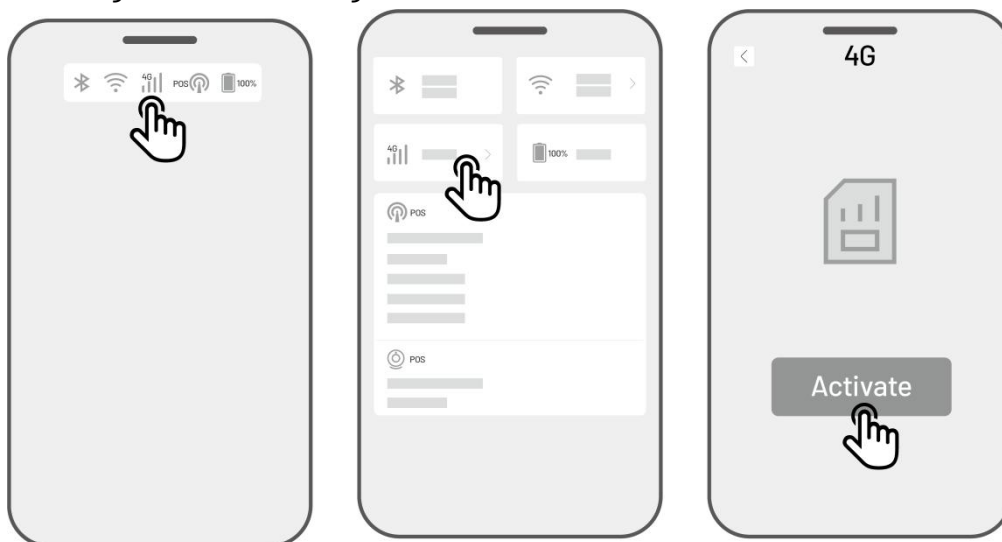 4G POS 100%
4G 100%
POS
POS
4G
Activate